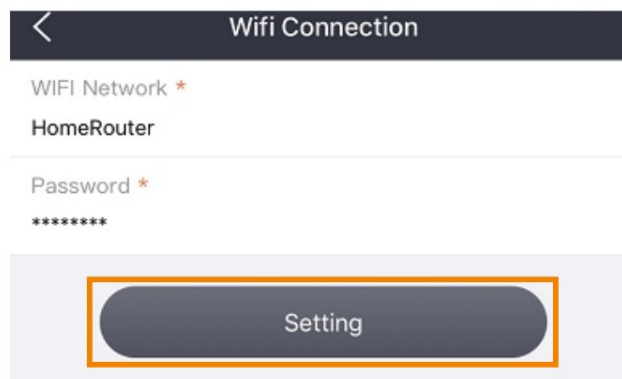 Wifi Connection
WIFI Network *
HomeRouter
Password *
********
Setting